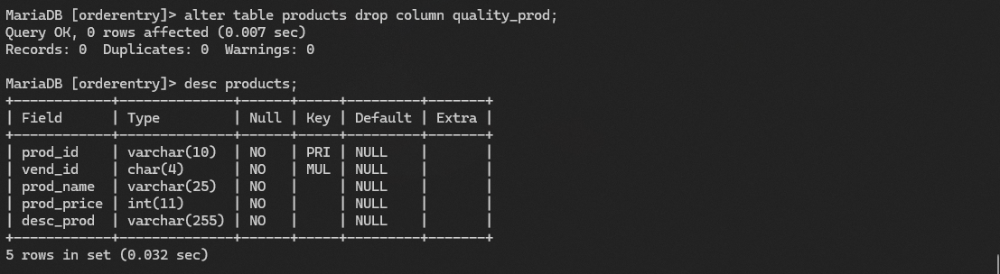 MariaDB [orderentry]> alter table products drop column quality_prod;
Query OK, 0 rows affected (0.007 sec)
Records: 0  Duplicates: 0  Warnings: 0

MariaDB [orderentry]> desc products;
+------------+--------------+------+-----+---------+-------+
| Field      | Type         | Null | Key | Default | Extra |
+------------+--------------+------+-----+---------+-------+
| prod_id    | varchar(10)  | NO   | PRI | NULL    |       |
| vend_id    | char(4)      | NO   | MUL | NULL    |       |
| prod_name  | varchar(25)  | NO   |     | NULL    |       |
| prod_price | int(11)      | NO   |     | NULL    |       |
| desc_prod  | varchar(255) | NO   |     | NULL    |       |
+------------+--------------+------+-----+---------+-------+
5 rows in set (0.032 sec)